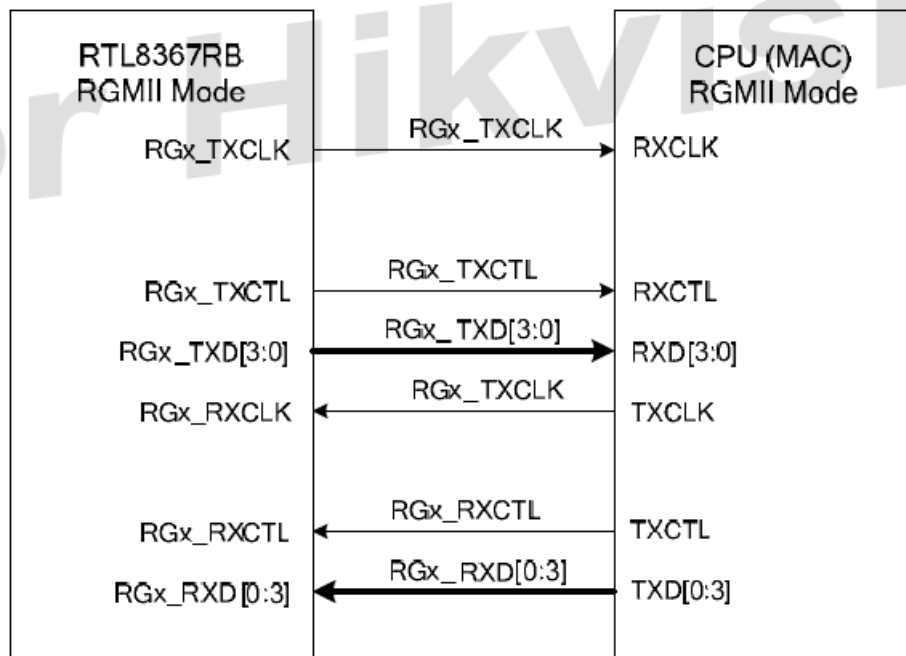 RTL8367RB
RGMII Mode
CPU (MAC)
RGMII Mode
RGx_TXCLK
RGx_TXCLK
RXCLK
RGx_TXCTL
RGx_TXCTL
RXCTL
RGx_TXD[3:0]
RGx_TXD[3:0]
RXD[3:0]
RGx_RXCLK
RGx_TXCLK
TXCLK
RGx_RXCTL
RGx_RXCTL
TXCTL
RGx_RXD[0:3]
RGx_RXD[0:3]
TXD[0:3]